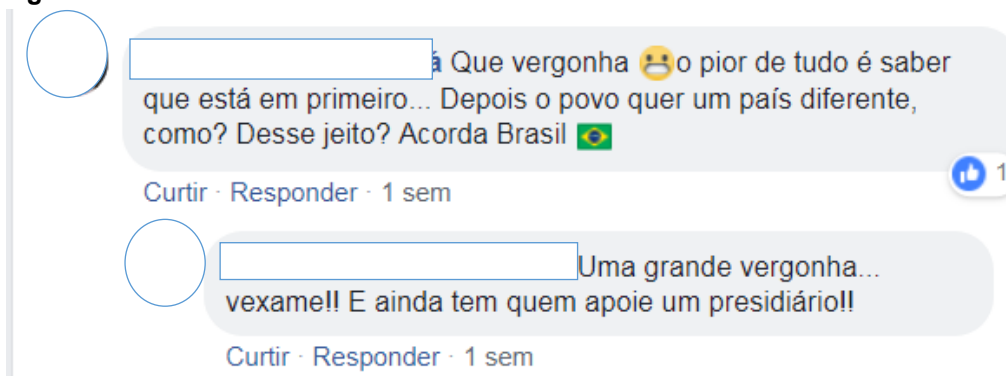 á Que vergonha 😬 o pior de tudo é saber
que está em primeiro... Depois o povo quer um país diferente,
como? Desse jeito? Acorda Brasil 🇧🇷
1
Curtir · Responder · 1 sem
Uma grande vergonha...
vexame!! E ainda tem quem apoie um presidiário!!
Curtir · Responder · 1 sem